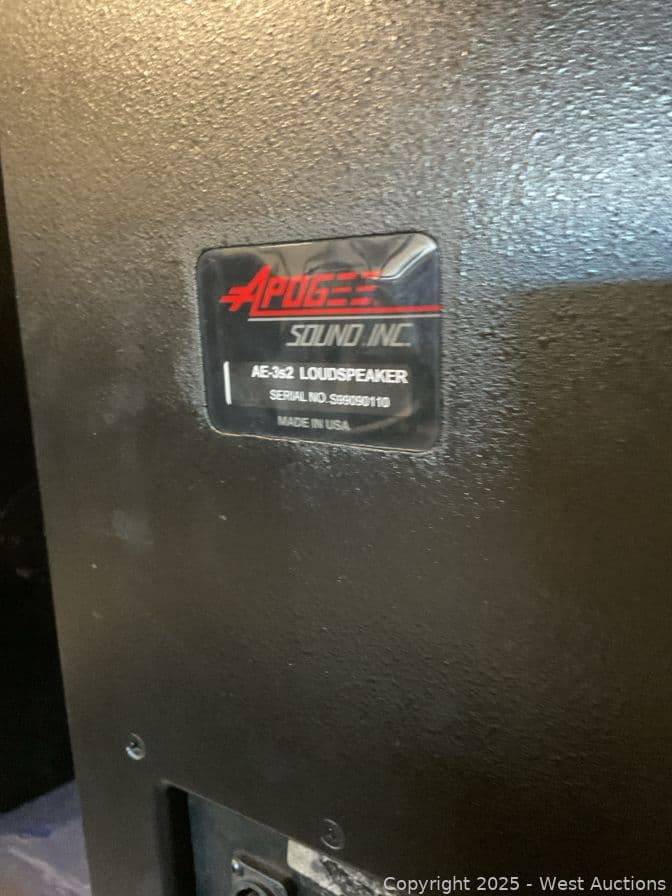 APOGEE
SOUND INC.
AE-3s2 LOUDSPEAKER
SERIAL NO. S99090110
MADE IN USA
Copyright 2025 - West Auctions